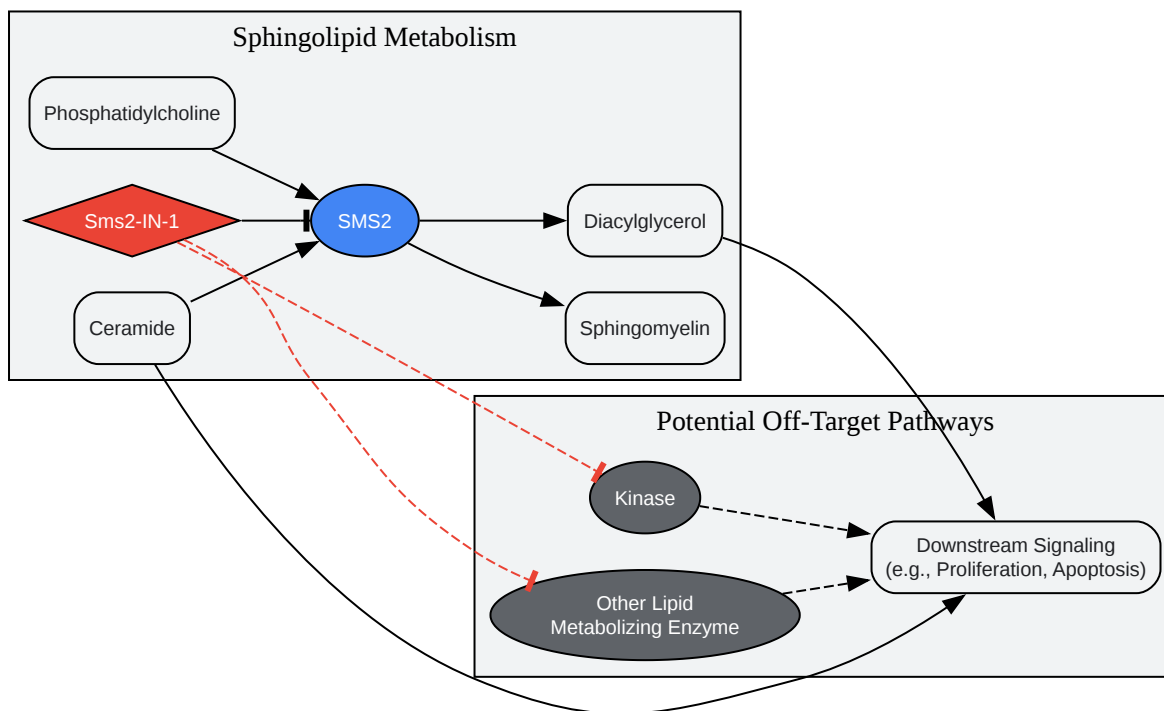 Sphingolipid Metabolism
Phosphatidylcholine
Sms2-IN-1
SMS2
Diacylglycerol
Ceramide
Sphingomyelin
Potential Off-Target Pathways
Kinase
Downstream Signaling
(e.g., Proliferation, Apoptosis)
Other Lipid
Metabolizing Enzyme